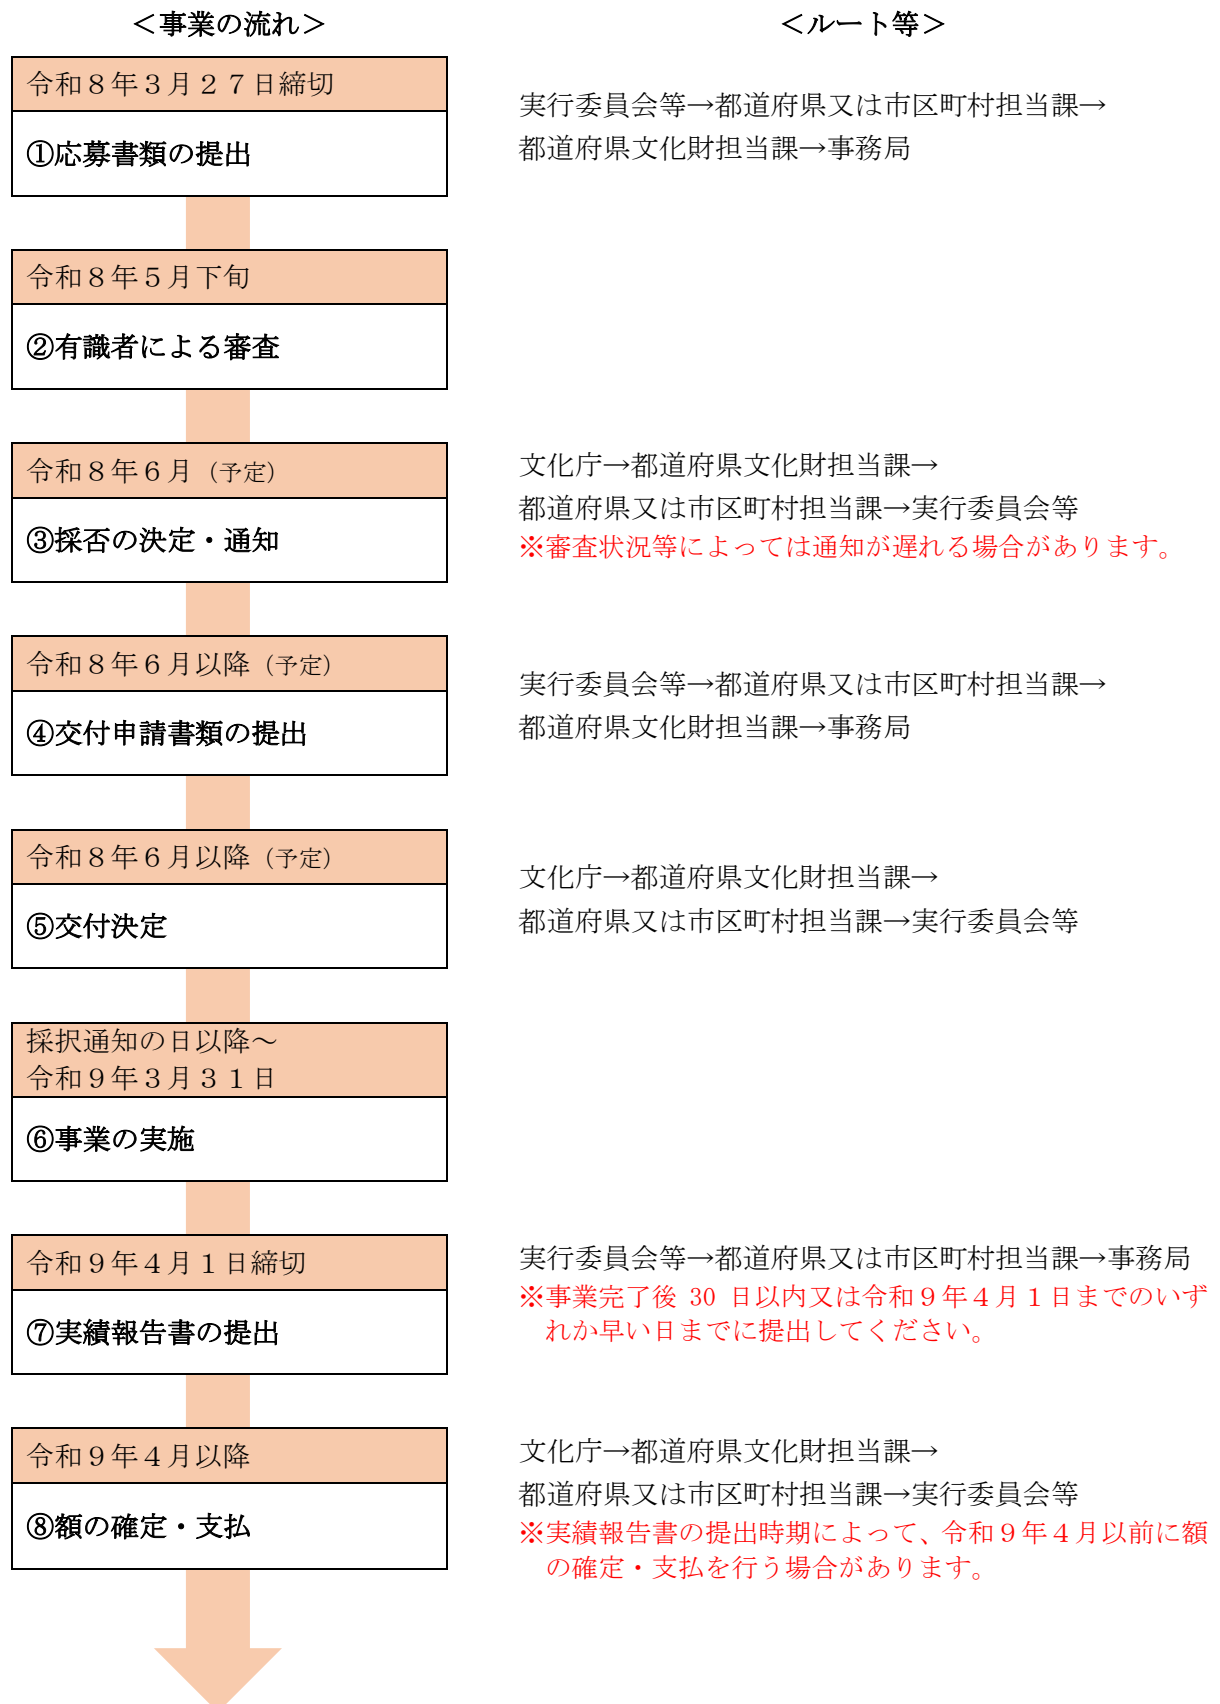 ＜事業の流れ＞
＜ルート等＞
令和８年３月２７日締切
①応募書類の提出
実行委員会等→都道府県又は市区町村担当課→
都道府県文化財担当課→事務局
令和８年５月下旬
②有識者による審査
令和８年６月（予定）
③採否の決定・通知
文化庁→都道府県文化財担当課→
都道府県又は市区町村担当課→実行委員会等
※審査状況等によっては通知が遅れる場合があります。
令和８年６月以降（予定）
④交付申請書類の提出
実行委員会等→都道府県又は市区町村担当課→
都道府県文化財担当課→事務局
令和８年６月以降（予定）
⑤交付決定
文化庁→都道府県文化財担当課→
都道府県又は市区町村担当課→実行委員会等
採択通知の日以降～
令和９年３月３１日
⑥事業の実施
令和９年４月１日締切
⑦実績報告書の提出
実行委員会等→都道府県又は市区町村担当課→事務局
※事業完了後 30 日以内又は令和９年４月１日までのいず
れか早い日までに提出してください。
令和９年４月以降
⑧額の確定・支払
文化庁→都道府県文化財担当課→
都道府県又は市区町村担当課→実行委員会等
※実績報告書の提出時期によって、令和９年４月以前に額
の確定・支払を行う場合があります。